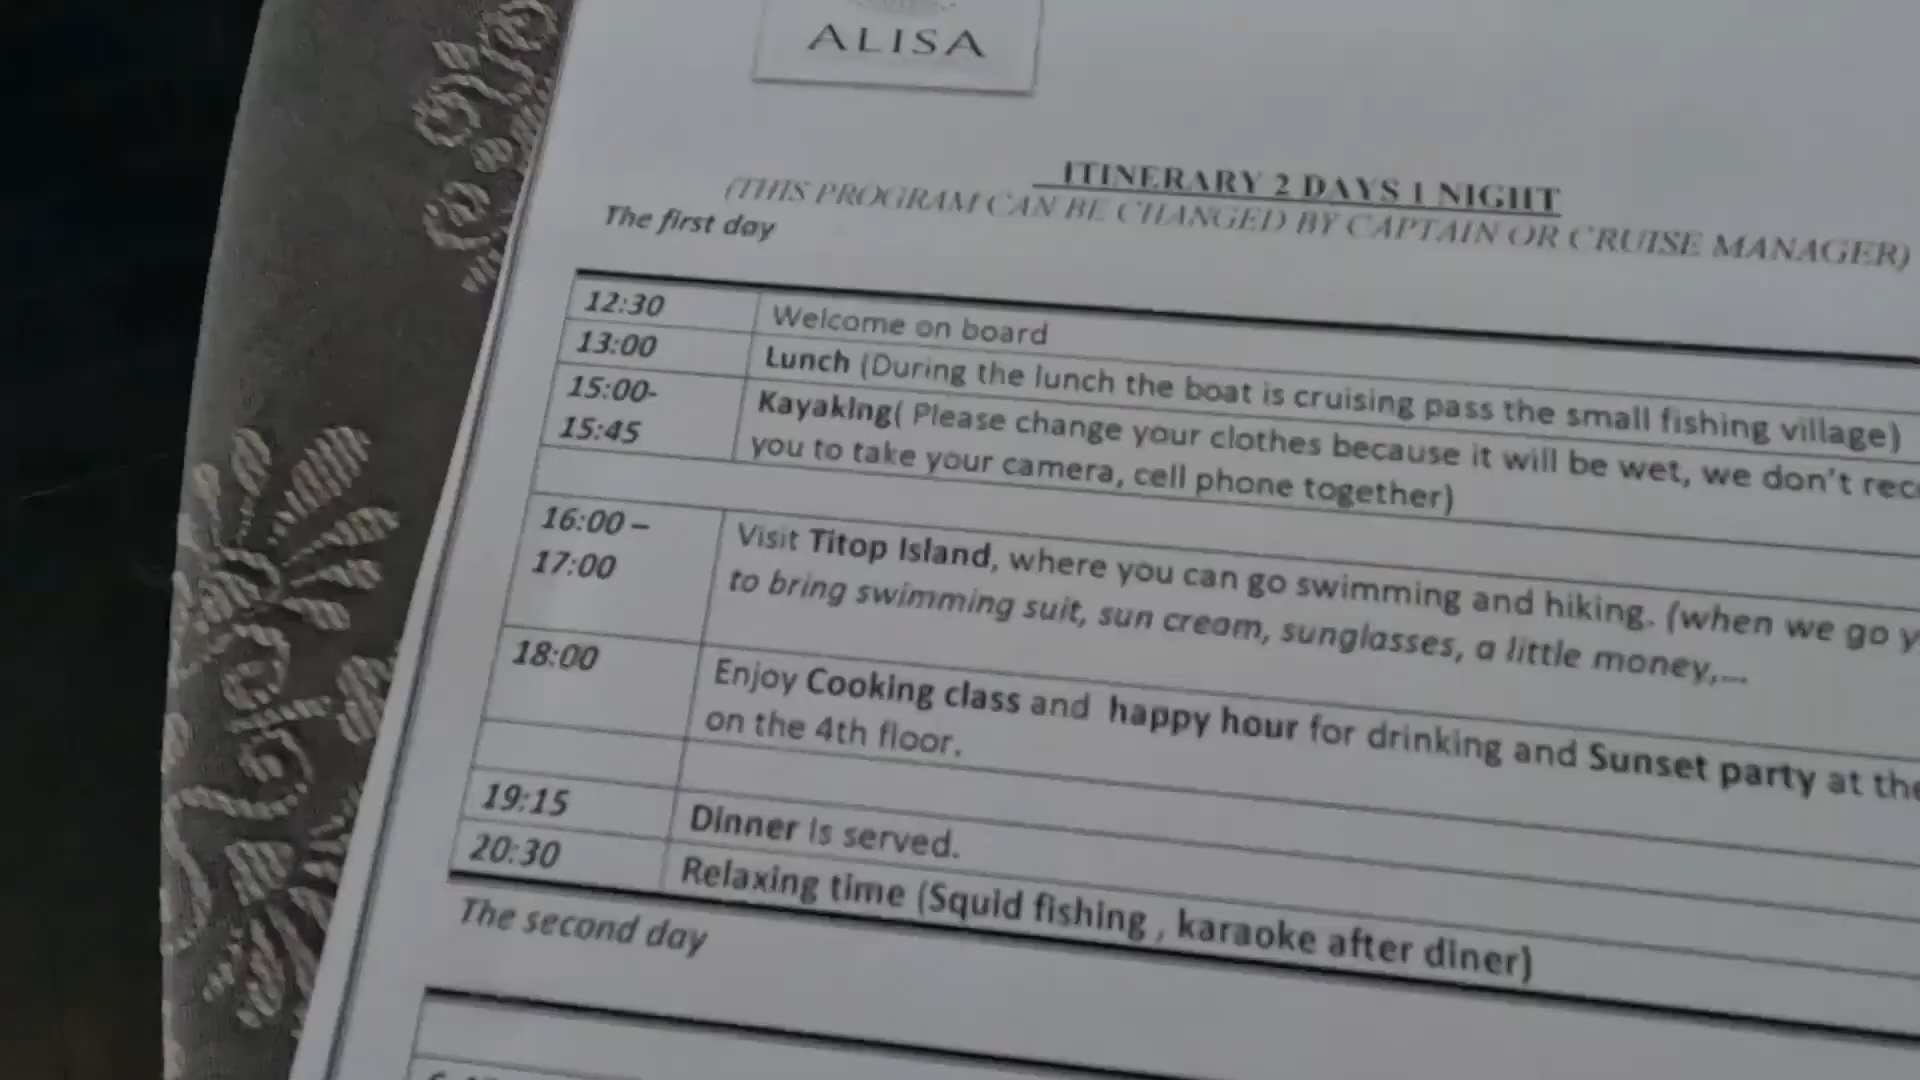 ALISA
ITINERARY 2 DAYS 1 NIGHT
(THIS PROGRAM CAN BE CHANGED BY CAPTAIN OR CRUISE MANAGER)
The first day
12:30 Welcome on board
13:00 Lunch (During the lunch the boat is cruising pass the small fishing village)
15:00- Kayaking( Please change your clothes because it will be wet, we don't
15:45 you to take your camera, cell phone together)
16:00 – Visit Titop Island, where you can go swimming and hiking. (when we go
17:00 to bring swimming suit, sun cream, sunglasses, a little money,...
18:00 Enjoy Cooking class and happy hour for drinking and Sunset party at the
on the 4th floor.
19:15 Dinner is served.
20:30 Relaxing time (Squid fishing , karaoke after diner)
The second day